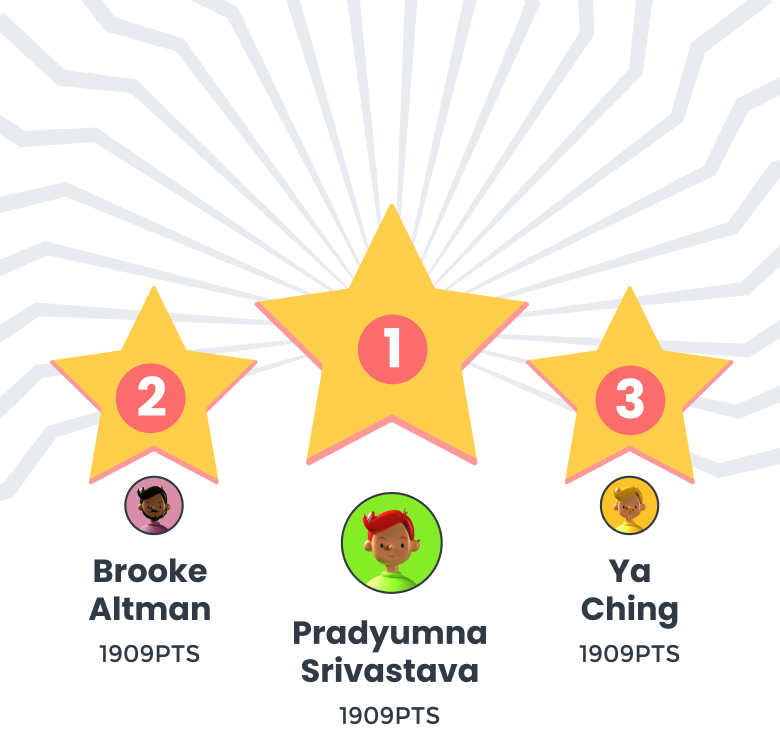 1
2
3
Brooke
Altman
1909PTS
Pradyumna
Srivastava
1909PTS
Ya
Ching
1909PTS